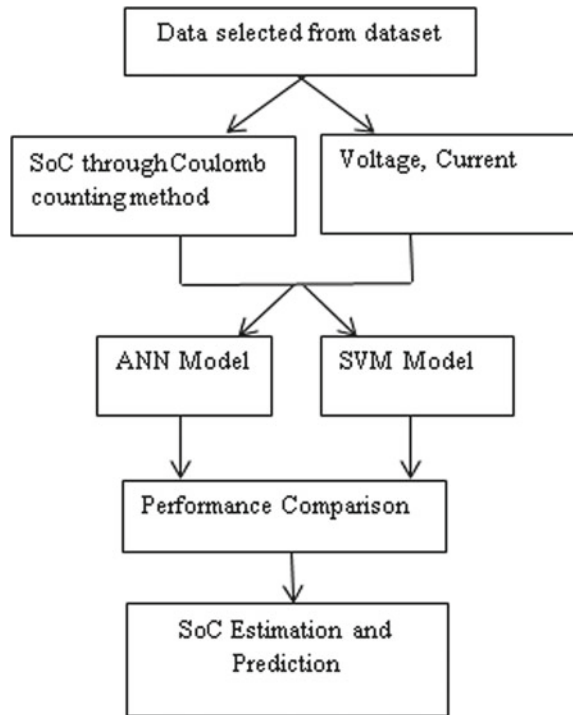 Data selected from dataset
SoC through Coulomb
counting method
Voltage, Current
ANN Model
SVM Model
Performance Comparison
SoC Estimation and
Prediction